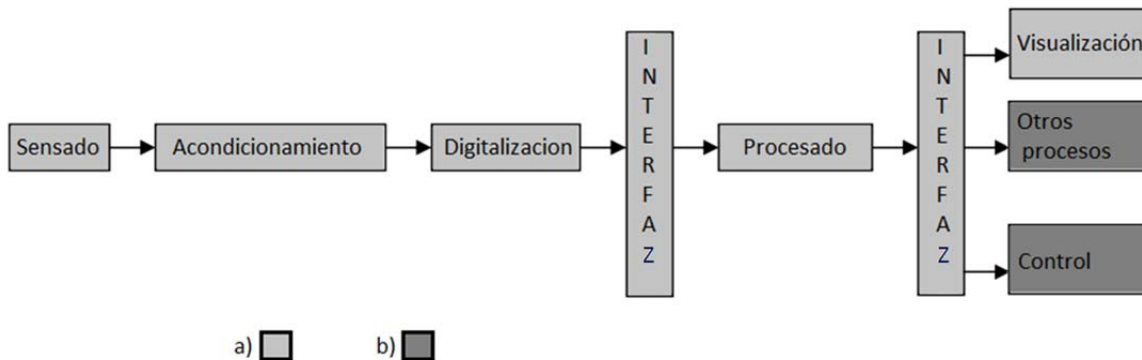 Sensado
Acondicionamiento
Digitalizacion
INTERFAZ
Procesado
INTERFAZ
Visualización
Otros
procesos
Control
a)
b)